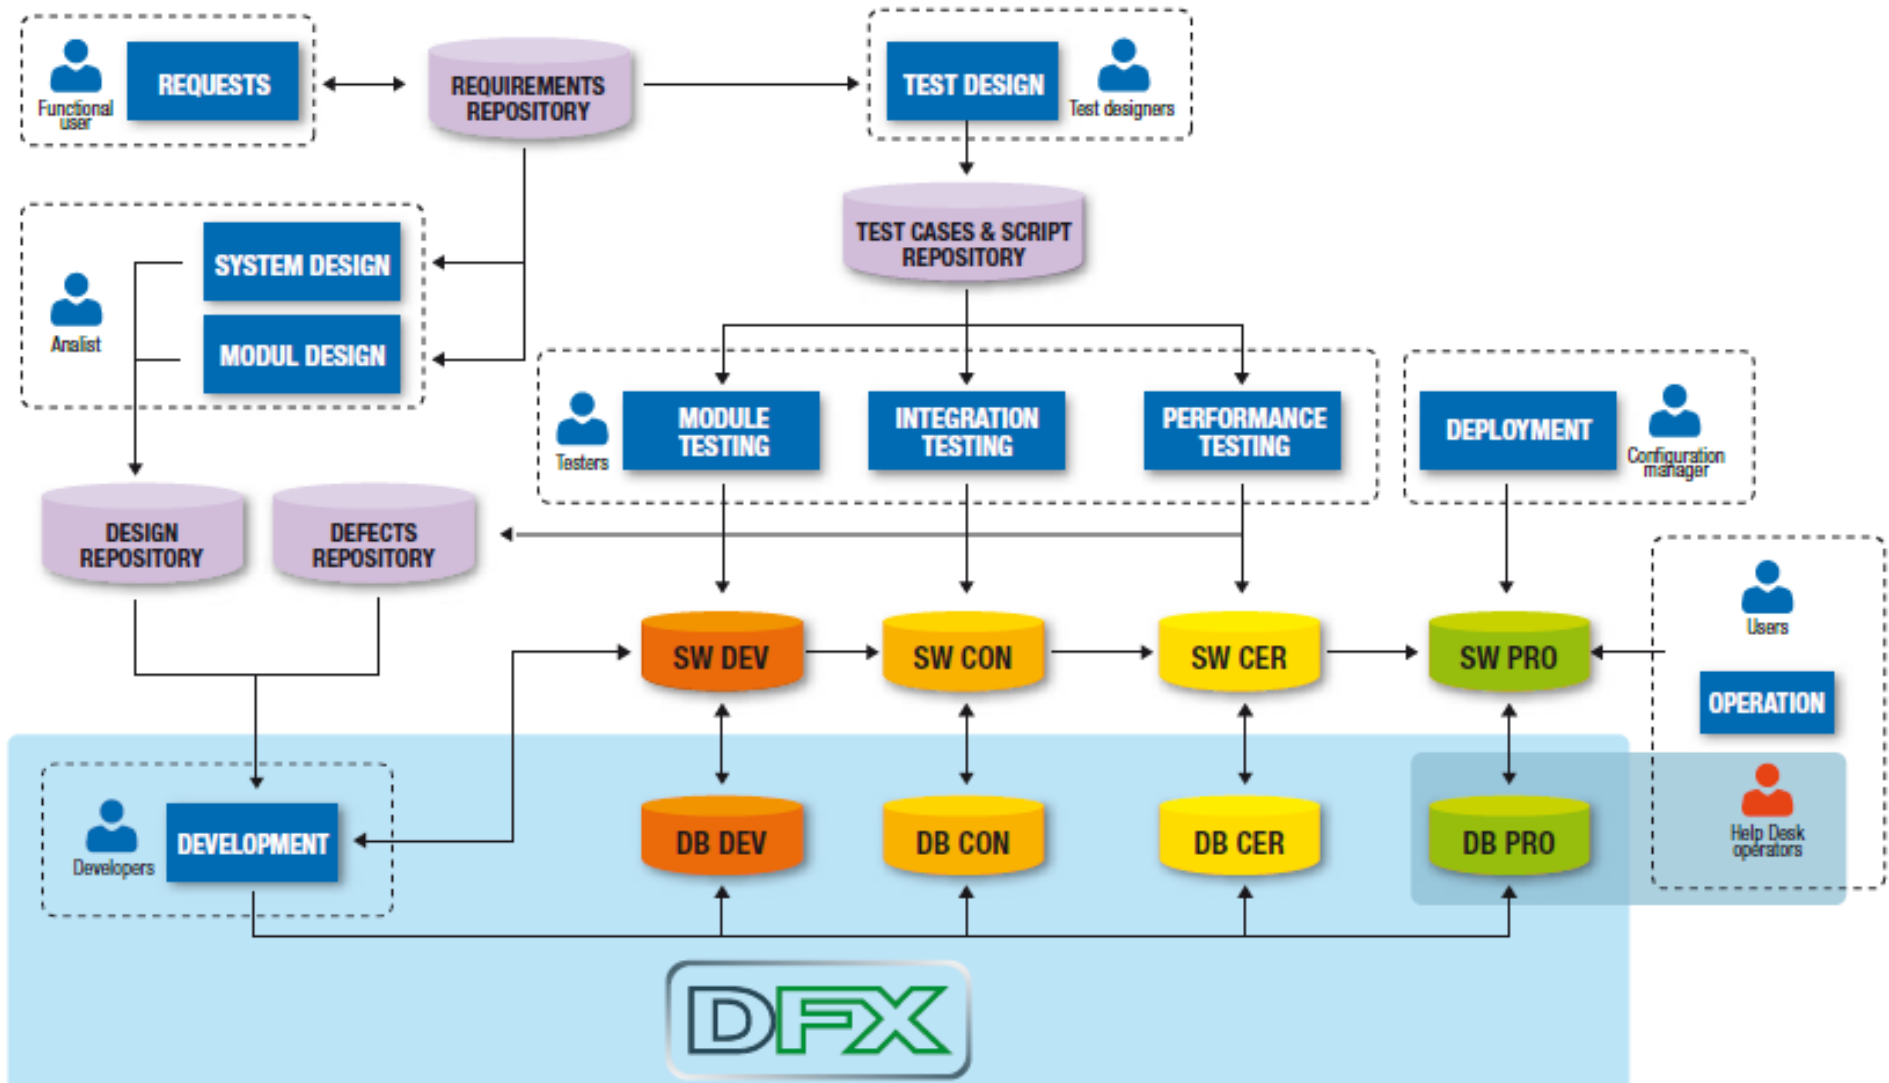 REQUESTS
Functional
user
REQUIREMENTS
REPOSITORY
TEST DESIGN
Test designers
TEST CASES & SCRIPT
REPOSITORY
SYSTEM DESIGN
MODUL DESIGN
Analist
Testers
MODULE
TESTING
INTEGRATION
TESTING
PERFORMANCE
TESTING
DEPLOYMENT
Configuration
manager
DESIGN
REPOSITORY
DEFECTS
REPOSITORY
SW DEV
SW CON
SW CER
SW PRO
Users
OPERATION
Help Desk
operators
Developers
DEVELOPMENT
DB DEV
DB CON
DB CER
DB PRO
DFX